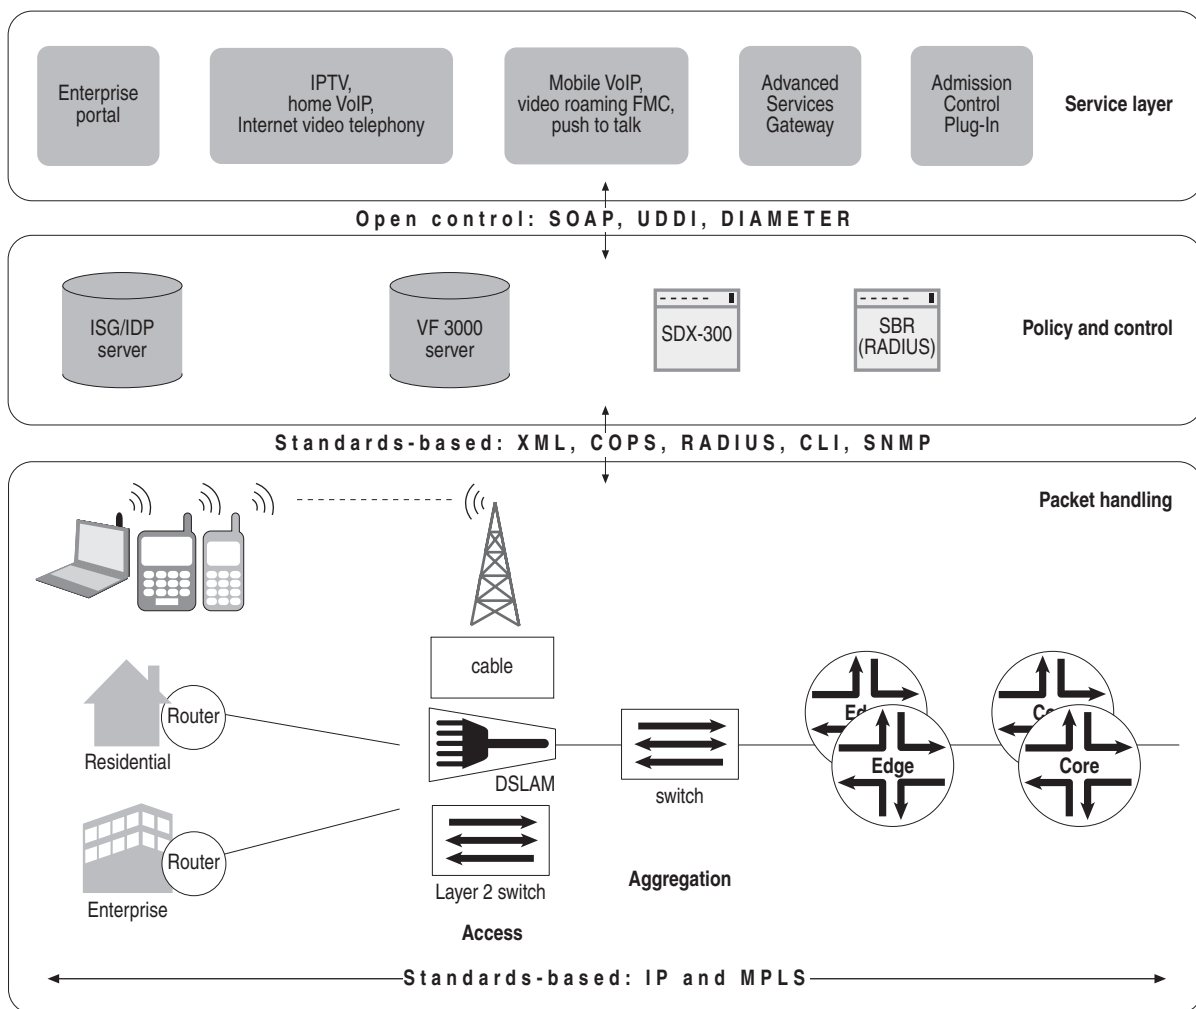 Enterprise
portal
IPTV,
home VoIP,
Internet video telephony
Mobile VoIP,
video roaming FMC,
push to talk
Advanced
Services
Gateway
Admission
Control
Plug-In
Service layer
Open control: SOAP, UDDI, DIAMETER
ISG/IDP
server
VF 3000
server
SDX-300
SBR
(RADIUS)
Policy and control
Standards-based: XML, COPS, RADIUS, CLI, SNMP
Packet handling
cable
Router
Residential
DSLAM
switch
Edge
Edge
Core
Core
Router
Enterprise
Layer 2 switch
Aggregation
Access
Standards-based: IP and MPLS